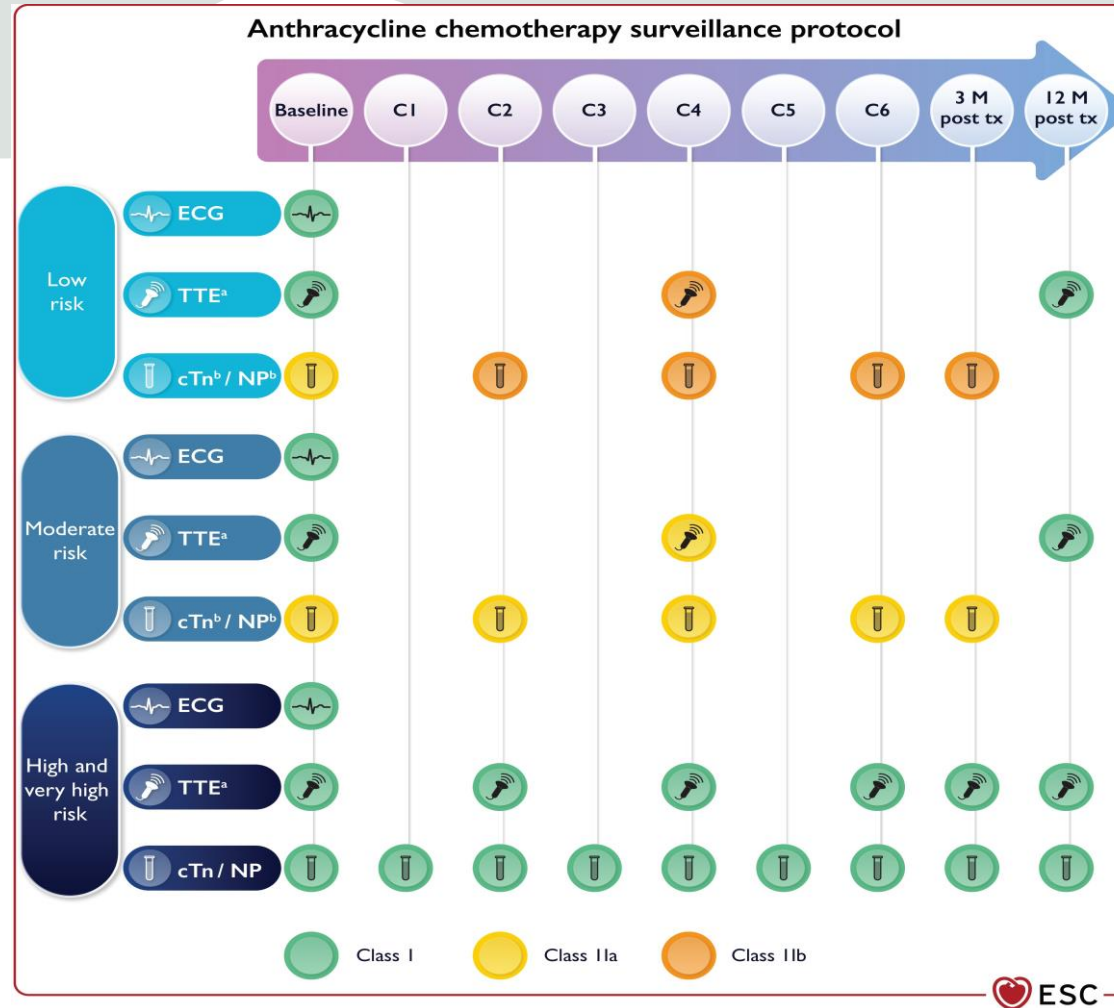 Anthracycline chemotherapy surveillance protocol
Baseline
C1
C2
C3
C4
C5
C6
3 M
post tx
12 M
post tx
Low
risk
ECG
TTEᵃ
cTnᵇ / NPᵇ
Moderate
risk
ECG
TTEᵃ
cTnᵇ / NPᵇ
High and
very high
risk
ECG
TTEᵃ
cTn / NP
Class I
Class IIa
Class IIb
ESC